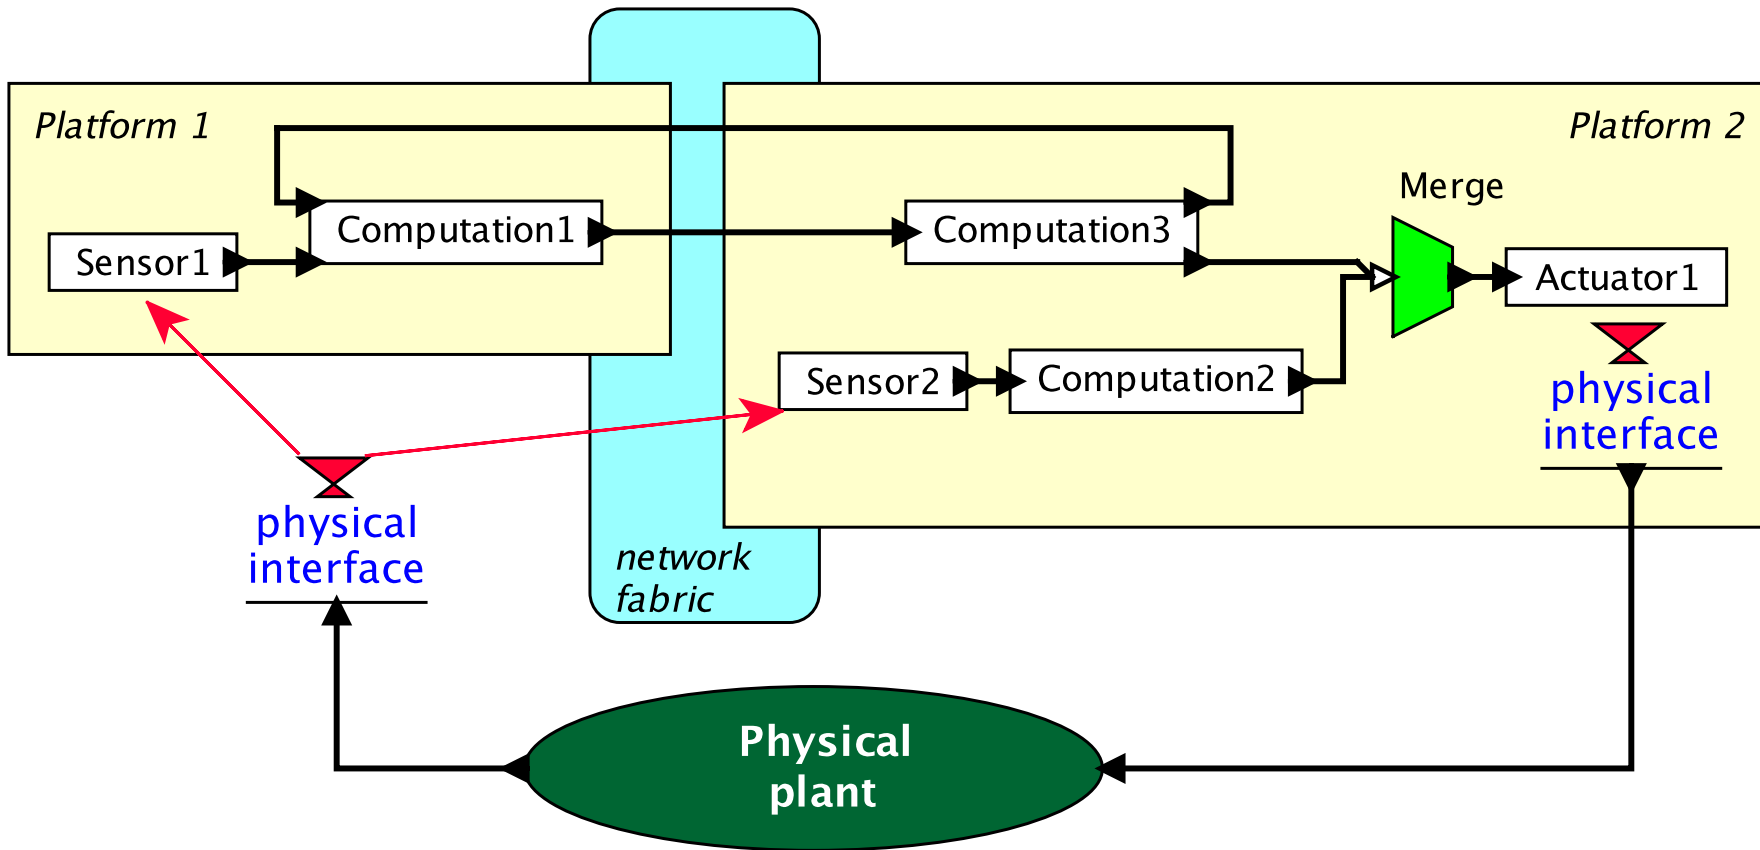 Platform 1
Platform 2
Merge
Computation1
Computation3
Sensor1
Actuator1
Sensor2
Computation2
physical
interface
physical
interface
network
fabric
Physical
plant